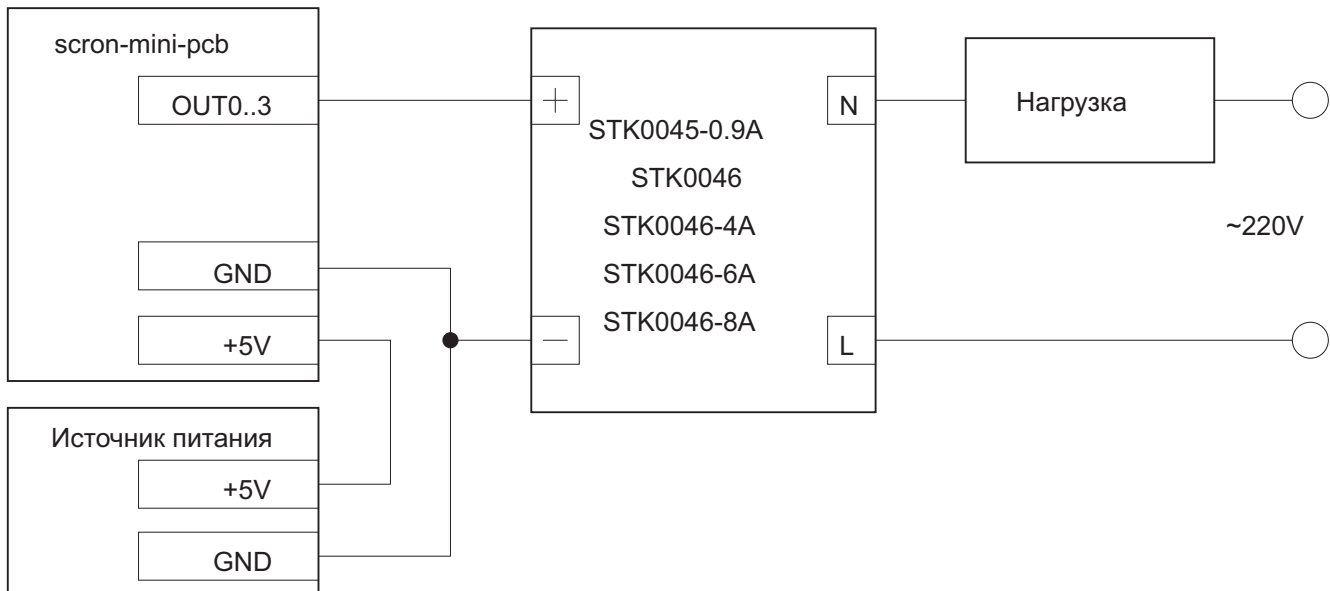 scron-mini-pcb
OUT0..3
GND
+5V
Источник питания
+5V
GND
+
−
STK0045-0.9A
STK0046
STK0046-4A
STK0046-6A
STK0046-8A
N
L
Нагрузка
~220V